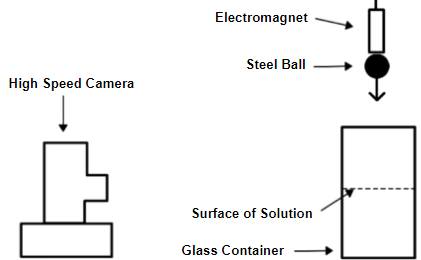 Electromagnet
Steel Ball
High Speed Camera
Surface of Solution
Glass Container